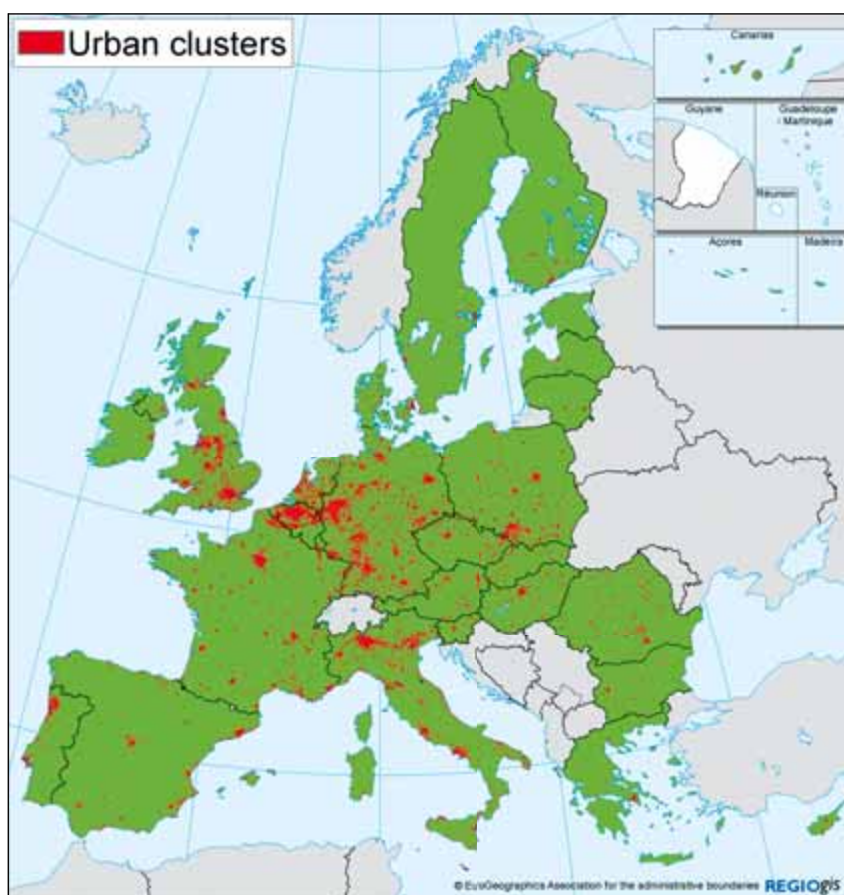 Urban clusters
Canarias
Guyane
Guadeloupe
Martinique
Réunion
Açores
Madeira
© EuroGeographics Association for the administrative boundaries REGIOgis